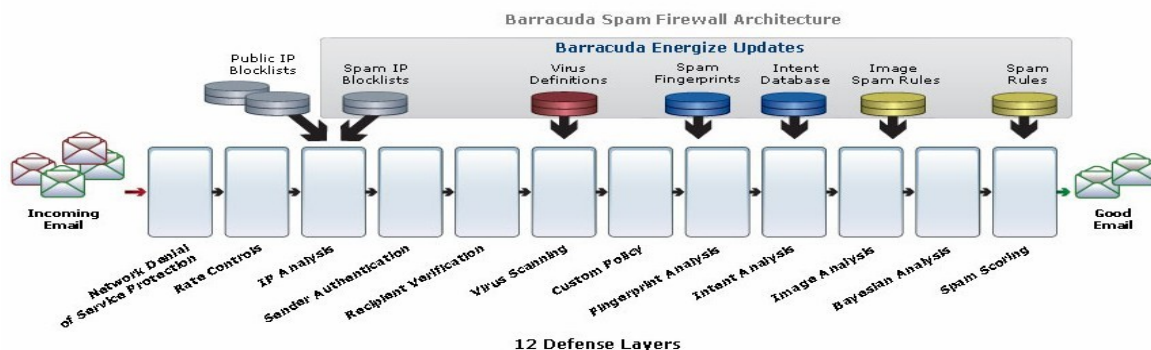 Barracuda Spam Firewall Architecture
Barracuda Energize Updates
Public IP
Blocklists
Spam IP
Blocklists
Virus
Definitions
Spam
Fingerprints
Intent
Database
Image
Spam Rules
Spam
Rules
Incoming
Email
Good
Email
Network Denial
of Service Protection
Rate Controls
IP Analysis
Sender Authentication
Recipient Verification
Virus Scanning
Custom Policy
Fingerprint Analysis
Intent Analysis
Image Analysis
Bayesian Analysis
Spam Scoring
12 Defense Layers